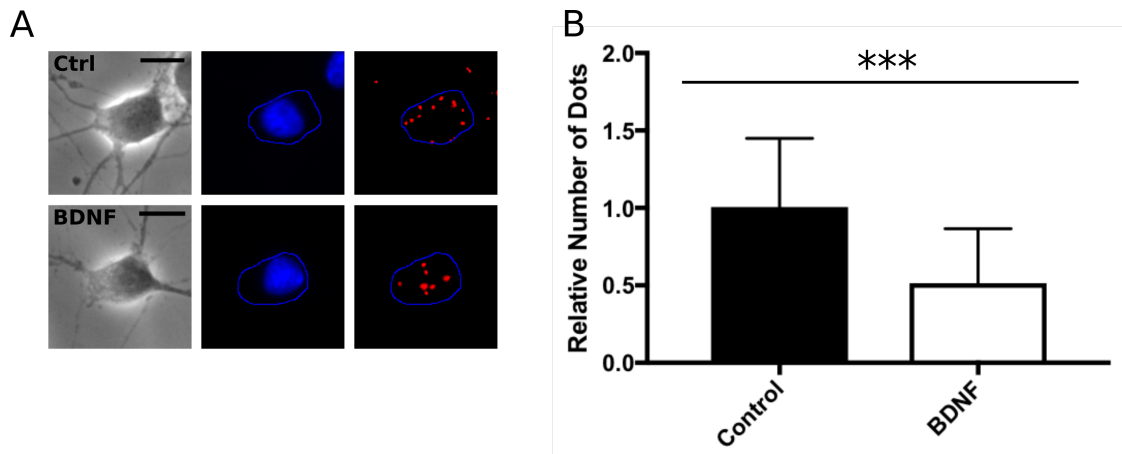 A
Ctrl
BDNF
B
***
Relative Number of Dots
2.0
1.5
1.0
0.5
0.0
Control
BDNF